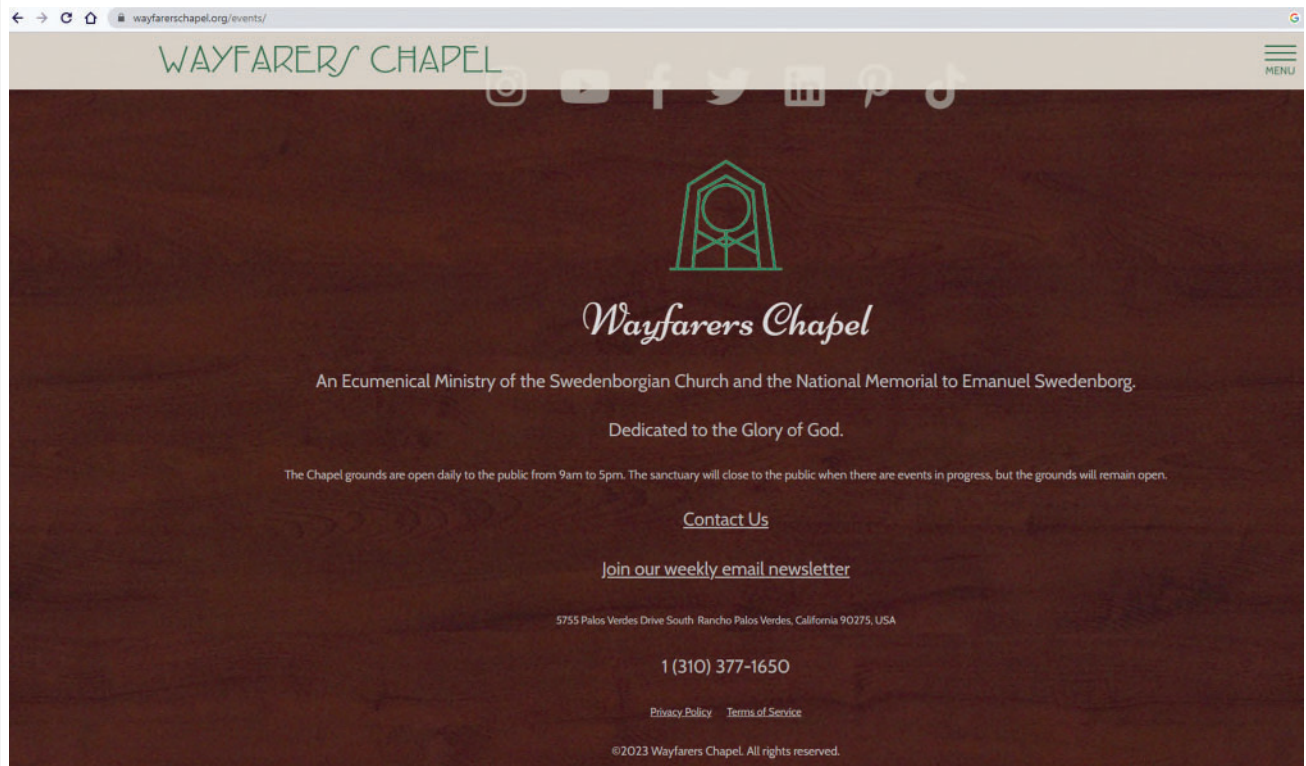 wayfarerschapel.org/events/
WAYFARERS CHAPEL
MENU
Wayfarers Chapel
An Ecumenical Ministry of the Swedenborgian Church and the National Memorial to Emanuel Swedenborg.
Dedicated to the Glory of God.
The Chapel grounds are open daily to the public from 9am to 5pm. The sanctuary will close to the public when there are events in progress, but the grounds will remain open.
Contact Us
Join our weekly email newsletter
5755 Palos Verdes Drive South Rancho Palos Verdes, California 90275, USA
1 (310) 377-1650
Privacy Policy Terms of Service
©2023 Wayfarers Chapel. All rights reserved.